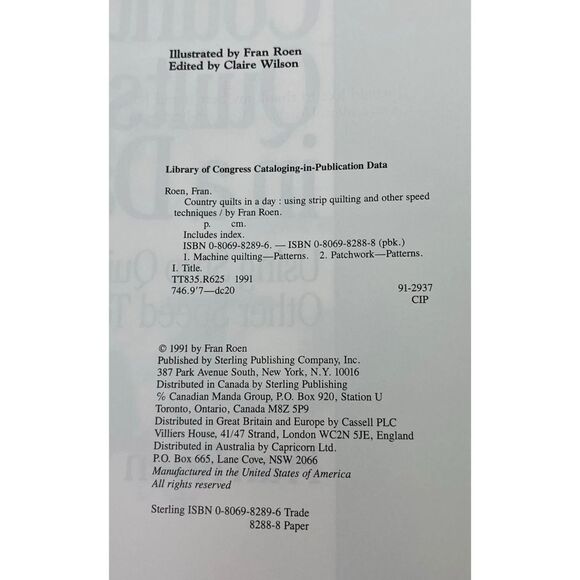 Illustrated by Fran Roen
Edited by Claire Wilson
Library of Congress Cataloging-in-Publication Data
Roen, Fran.
Country quilts in a day : using strip quilting and other speed
techniques / by Fran Roen.
p. cm.
Includes index.
ISBN 0-8069-8289-6. — ISBN 0-8069-8288-8 (pbk.)
1. Machine quilting—Patterns. 2. Patchwork—Patterns.
I. Title.
TT835.R625 1991
746.9'7—dc20 91-2937
CIP
© 1991 by Fran Roen
Published by Sterling Publishing Company, Inc.
387 Park Avenue South, New York, N.Y. 10016
Distributed in Canada by Sterling Publishing
℅ Canadian Manda Group, P.O. Box 920, Station U
Toronto, Ontario, Canada M8Z 5P9
Distributed in Great Britain and Europe by Cassell PLC
Villiers House, 41/47 Strand, London WC2N 5JE, England
Distributed in Australia by Capricorn Ltd.
P.O. Box 665, Lane Cove, NSW 2066
Manufactured in the United States of America
All rights reserved
Sterling ISBN 0-8069-8289-6 Trade
8288-8 Paper